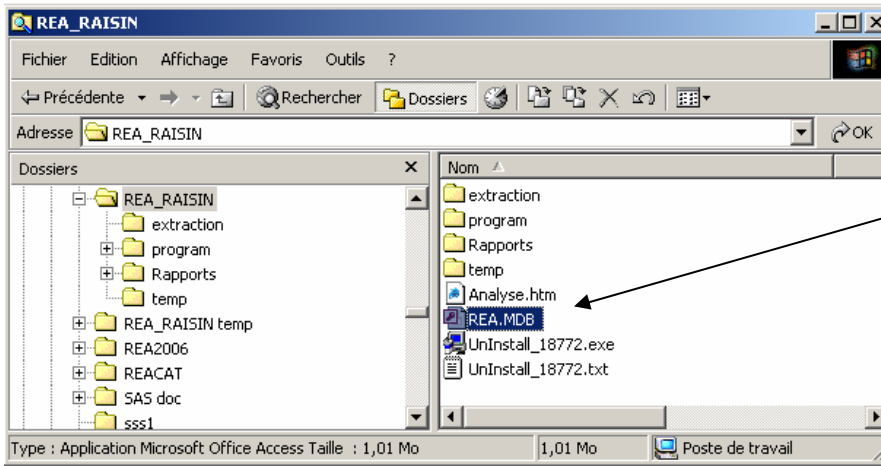 REA_RAISIN
Fichier Edition Affichage Favoris Outils ?
Précédente Rechercher Dossiers
Adresse REA_RAISIN OK
Dossiers
REA_RAISIN
extraction
program
Rapports
temp
REA_RAISIN temp
REA2006
REACAT
SAS doc
sss1
Nom
extraction
program
Rapports
temp
Analyse.htm
REA.MDB
UnInstall_18772.exe
UnInstall_18772.txt
Type : Application Microsoft Office Access Taille : 1,01 Mo 1,01 Mo Poste de travail